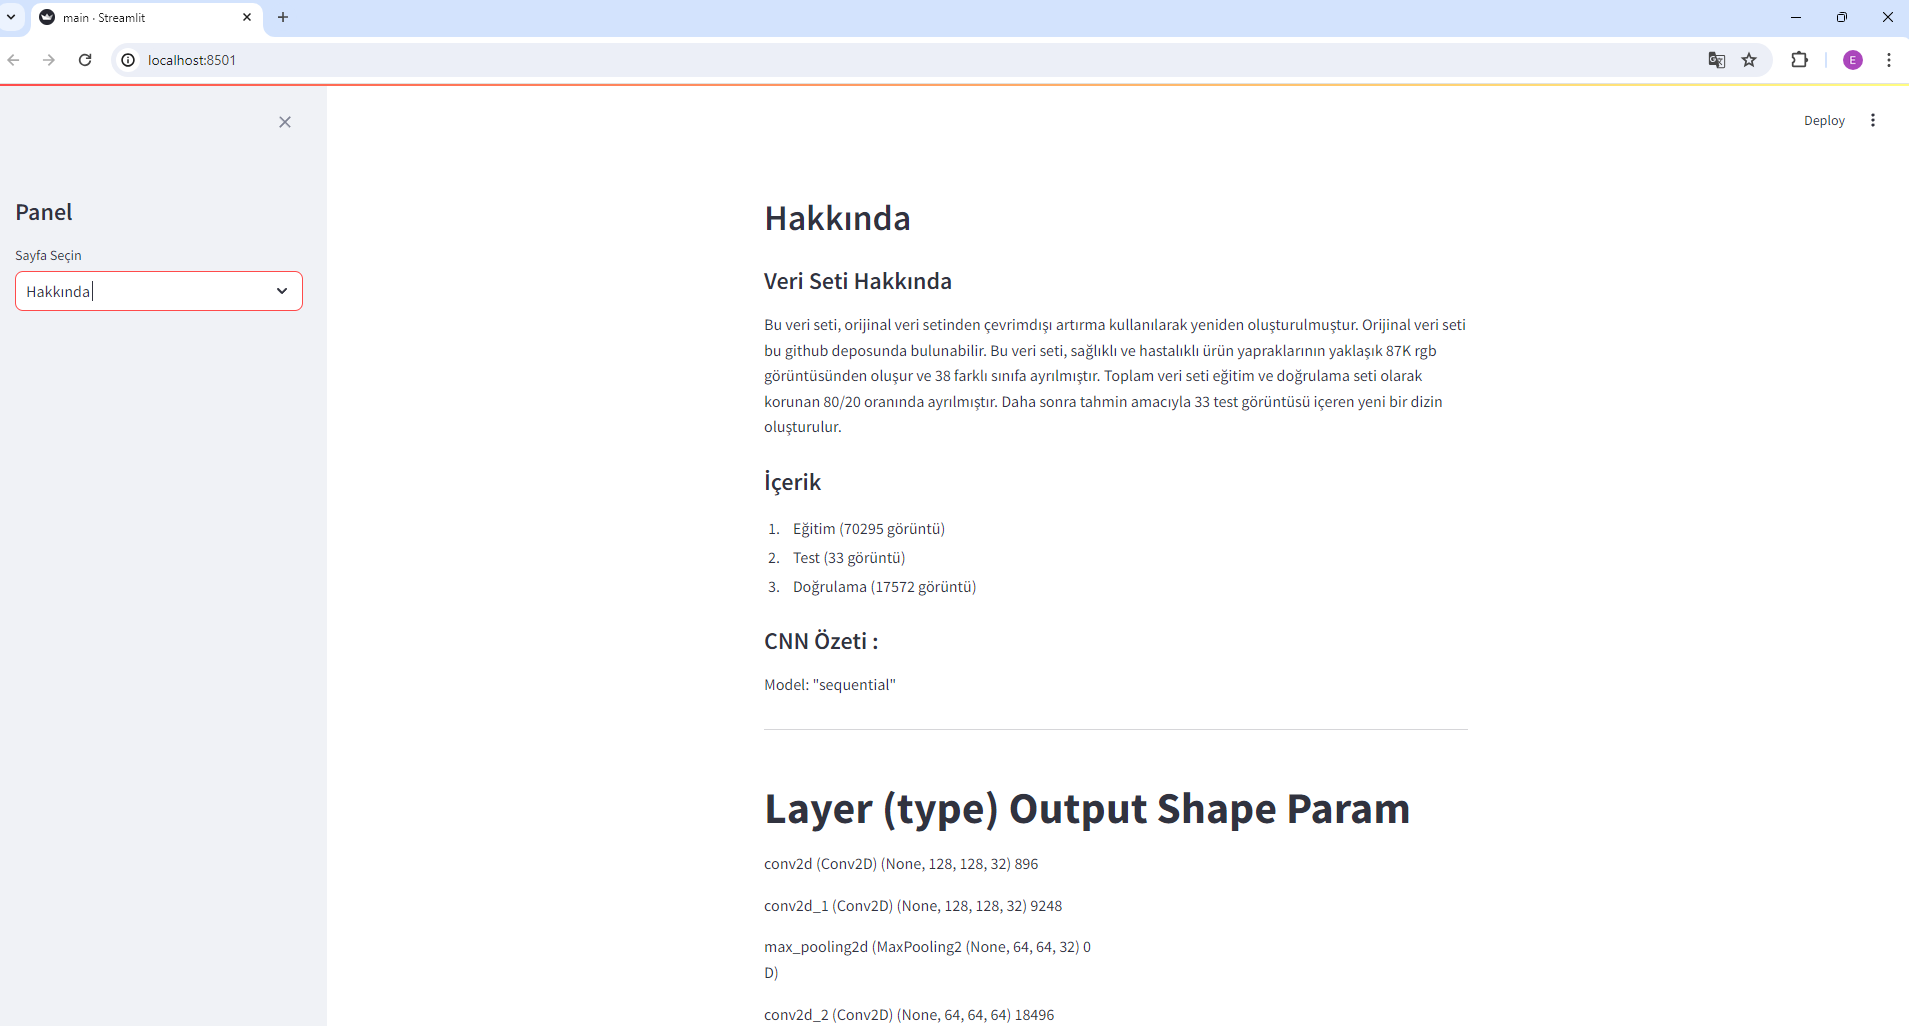 main · Streamlit
localhost:8501
E
Deploy
Panel
Sayfa Seçin
Hakkında
Hakkında
Veri Seti Hakkında
Bu veri seti, orijinal veri setinden çevrimdışı artırma kullanılarak yeniden oluşturulmuştur. Orijinal veri seti
bu github deposunda bulunabilir. Bu veri seti, sağlıklı ve hastalıklı ürün yapraklarının yaklaşık 87K rgb
görüntüsünden oluşur ve 38 farklı sınıfa ayrılmıştır. Toplam veri seti eğitim ve doğrulama seti olarak
korunan 80/20 oranında ayrılmıştır. Daha sonra tahmin amacıyla 33 test görüntüsü içeren yeni bir dizin
oluşturulur.
İçerik
1. Eğitim (70295 görüntü)
2. Test (33 görüntü)
3. Doğrulama (17572 görüntü)
CNN Özeti :
Model: "sequential"
Layer (type) Output Shape Param
conv2d (Conv2D) (None, 128, 128, 32) 896
conv2d_1 (Conv2D) (None, 128, 128, 32) 9248
max_pooling2d (MaxPooling2 (None, 64, 64, 32) 0
D)
conv2d_2 (Conv2D) (None, 64, 64, 64) 18496